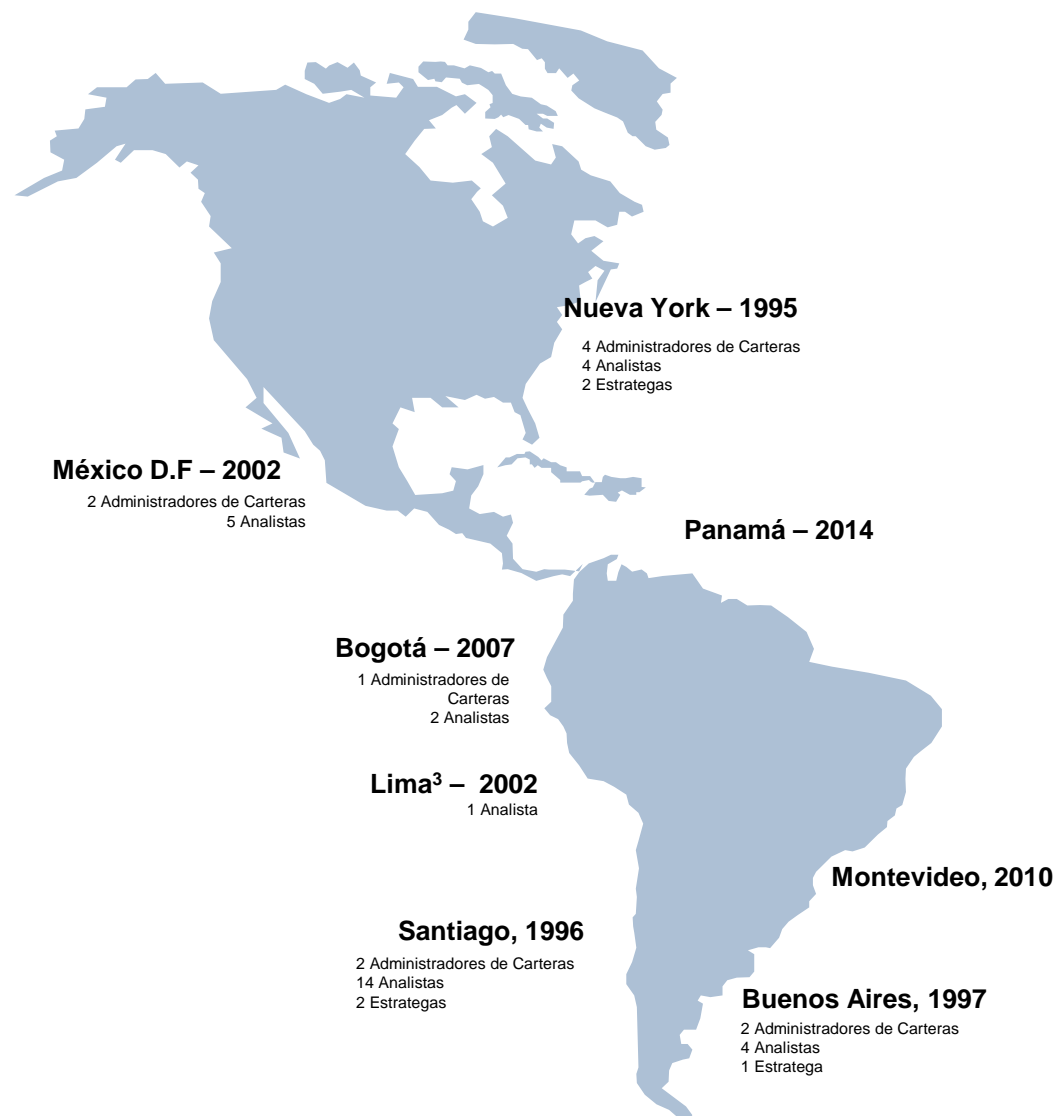 Nueva York – 1995
4 Administradores de Carteras
4 Analistas
2 Estrategas
México D.F – 2002
2 Administradores de Carteras
5 Analistas
Panamá – 2014
Bogotá – 2007
1 Administradores de
Carteras
2 Analistas
Lima³ – 2002
1 Analista
Montevideo, 2010
Santiago, 1996
2 Administradores de Carteras
14 Analistas
2 Estrategas
Buenos Aires, 1997
2 Administradores de Carteras
4 Analistas
1 Estratega